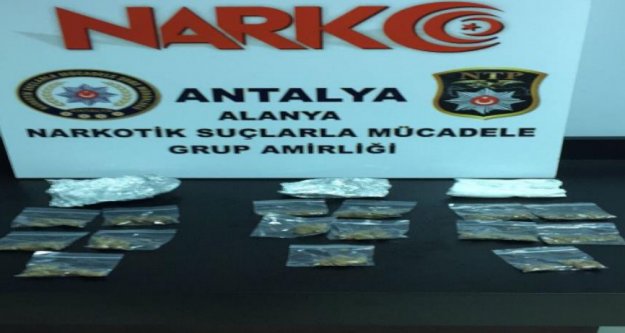 NARKO
ANTALYA
ALANYA
NARKOTİK SUÇLARLA MÜCADELE
GRUP AMİRLİĞİ
NTP